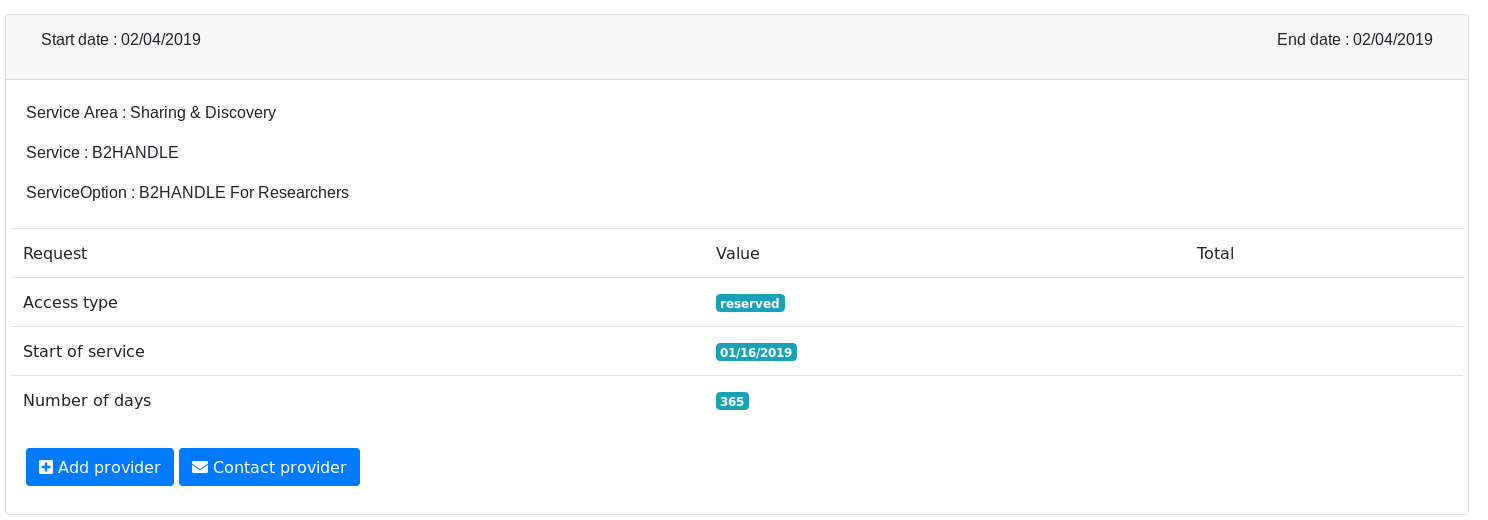 Start date : 02/04/2019 End date : 02/04/2019
Service Area : Sharing & Discovery
Service : B2HANDLE
ServiceOption : B2HANDLE For Researchers
Request Value Total
Access type reserved
Start of service 01/16/2019
Number of days 365
Add provider Contact provider